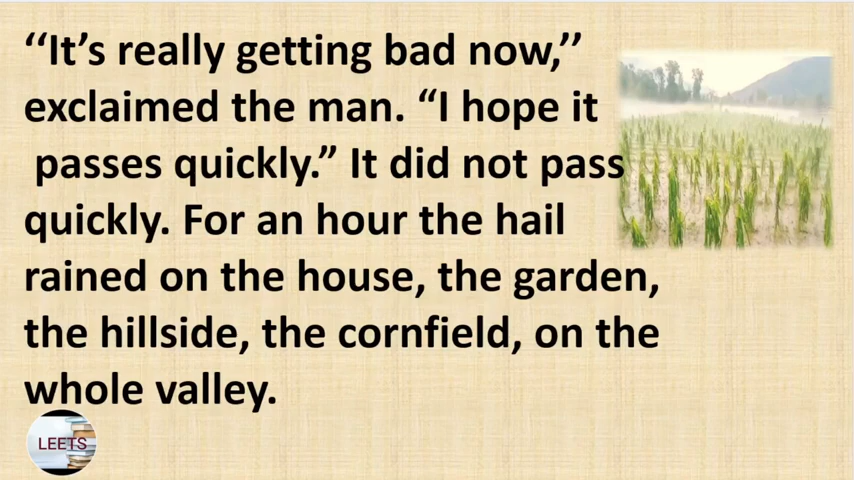 ‘‘It’s really getting bad now,’’
exclaimed the man. “I hope it
passes quickly.” It did not pass
quickly. For an hour the hail
rained on the house, the garden,
the hillside, the cornfield, on the
whole valley.
LEETS